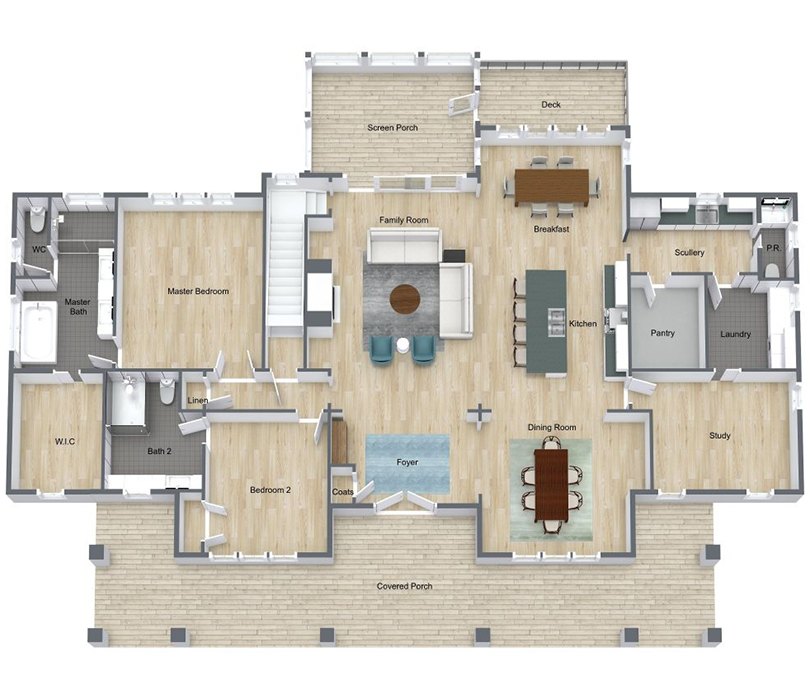 Deck
Screen Porch
Family Room
Breakfast
WC
P.R.
Scullery
Master Bedroom
Master
Bath
Kitchen
Pantry
Laundry
Linen
Dining Room
W.I.C
Bath 2
Study
Foyer
Bedroom 2
Coats
Covered Porch